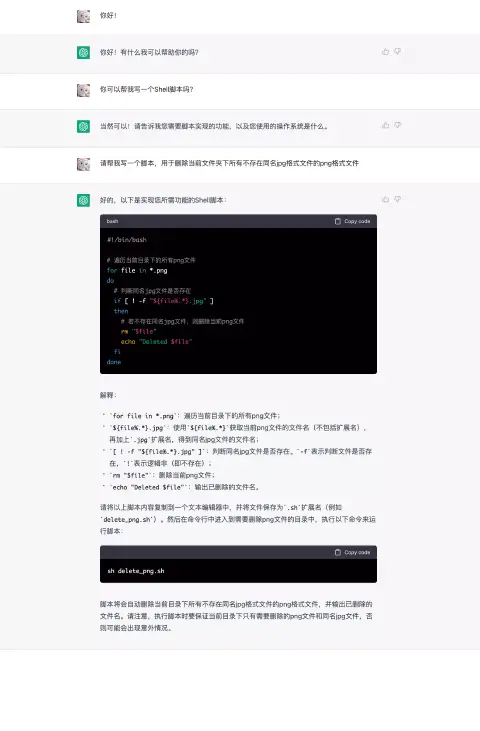 你好！
你好！有什么我可以帮助你的吗？
你可以帮我写一个Shell脚本吗？
当然可以！请告诉我您需要脚本实现的功能，以及您使用的操作系统是什么。
请帮我写一个脚本，用于删除当前文件夹下所有不存在同名jpg格式文件的png格式文件
好的，以下是实现您所需功能的Shell脚本：
bash Copy code
#!/bin/bash
# 遍历当前目录下的所有png文件
for file in *.png
do
# 判断同名jpg文件是否存在
if [ ! -f "${file%.*}.jpg" ]
then
# 若不存在同名jpg文件，则删除当前png文件
rm "$file"
echo "Deleted $file"
fi
done
解释：
• `for file in *.png`：遍历当前目录下的所有png文件；
• `${file%.*}.jpg`：使用`${file%.*}`获取当前png文件的文件名（不包括扩展名），
再加上`.jpg`扩展名，得到同名jpg文件的文件名；
• `[ ! -f "${file%.*}.jpg" ]`：判断同名jpg文件是否存在。`-f`表示判断文件是否存
在，`!`表示逻辑非（即不存在）；
• `rm "$file"`：删除当前png文件；
• `echo "Deleted $file"`：输出已删除的文件名。
请将以上脚本内容复制到一个文本编辑器中，并将文件保存为`.sh`扩展名（例如
`delete_png.sh`）。然后在命令行中进入到需要删除png文件的目录中，执行以下命令来运
行脚本：
Copy code
sh delete_png.sh
脚本将会自动删除当前目录下所有不存在同名jpg格式文件的png格式文件，并输出已删除的
文件名。请注意，执行脚本时要保证当前目录下只有需要删除的png文件和同名jpg文件，否
则可能会出现意外情况。